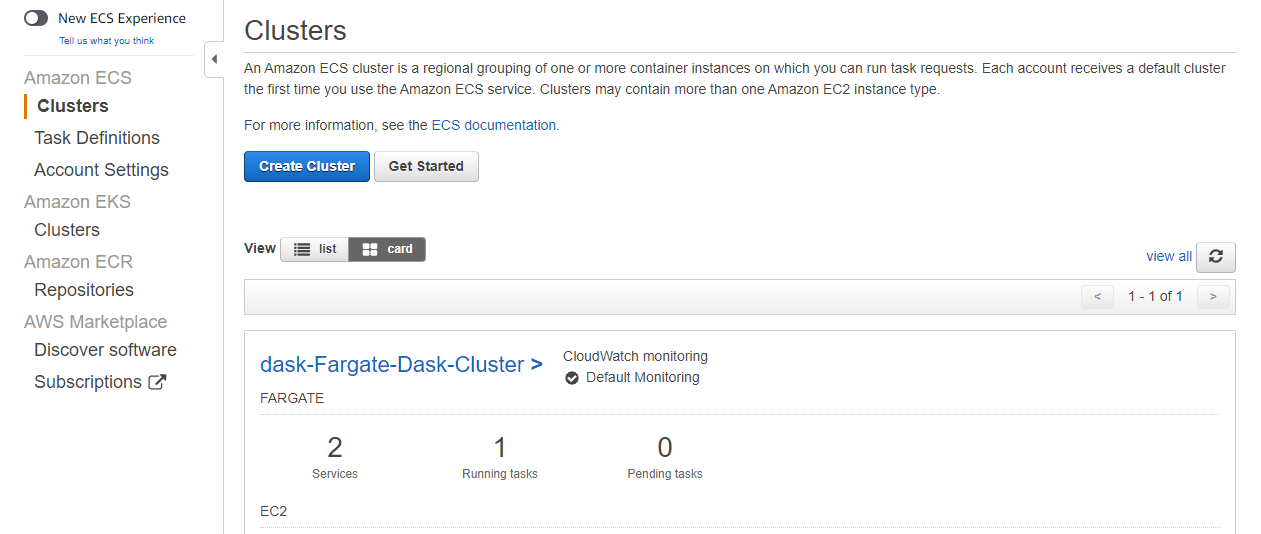 New ECS Experience
Tell us what you think
Amazon ECS
Clusters
Task Definitions
Account Settings
Amazon EKS
Clusters
Amazon ECR
Repositories
AWS Marketplace
Discover software
Subscriptions
Clusters
An Amazon ECS cluster is a regional grouping of one or more container instances on which you can run task requests. Each account receives a default cluster
the first time you use the Amazon ECS service. Clusters may contain more than one Amazon EC2 instance type.
For more information, see the ECS documentation.
Create Cluster Get Started
View list card
view all
< 1 - 1 of 1 >
dask-Fargate-Dask-Cluster >
CloudWatch monitoring
Default Monitoring
FARGATE
2 1 0
Services Running tasks Pending tasks
EC2